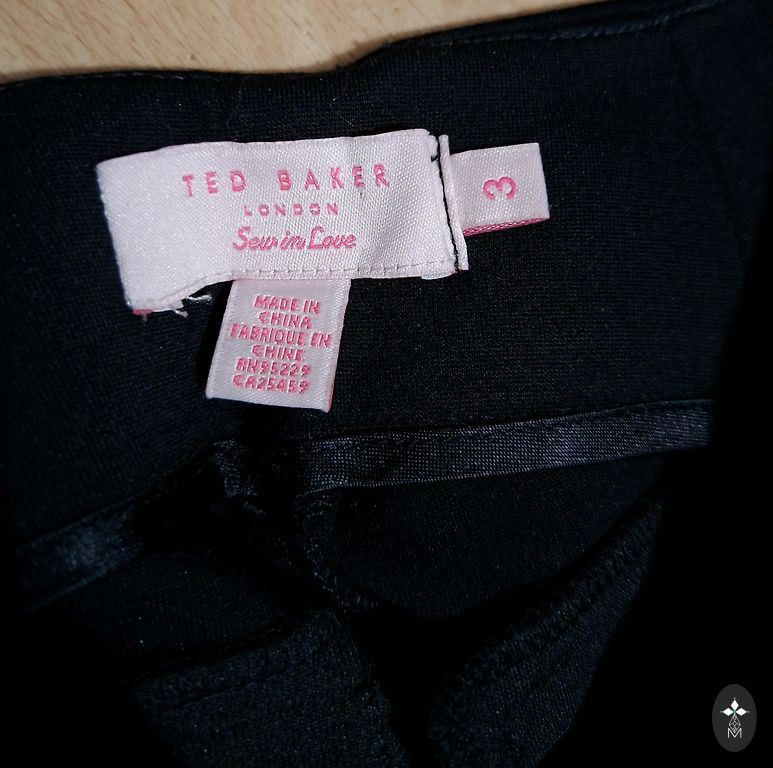 TED BAKER
LONDON
Sew in Love
3
MADE IN
CHINA
FABRIQUE EN
CHINE
RN95229
CA25459
M